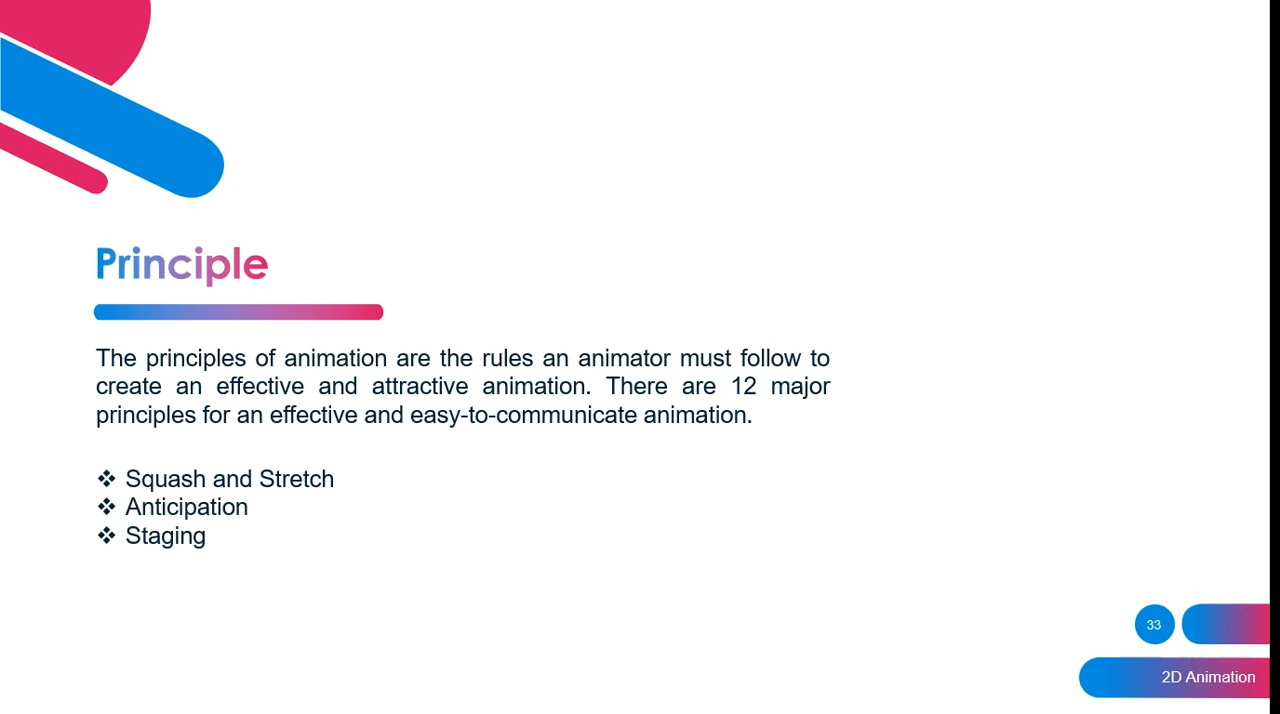 Principle
The principles of animation are the rules an animator must follow to
create an effective and attractive animation. There are 12 major
principles for an effective and easy-to-communicate animation.
❖ Squash and Stretch
❖ Anticipation
❖ Staging
33
2D Animation